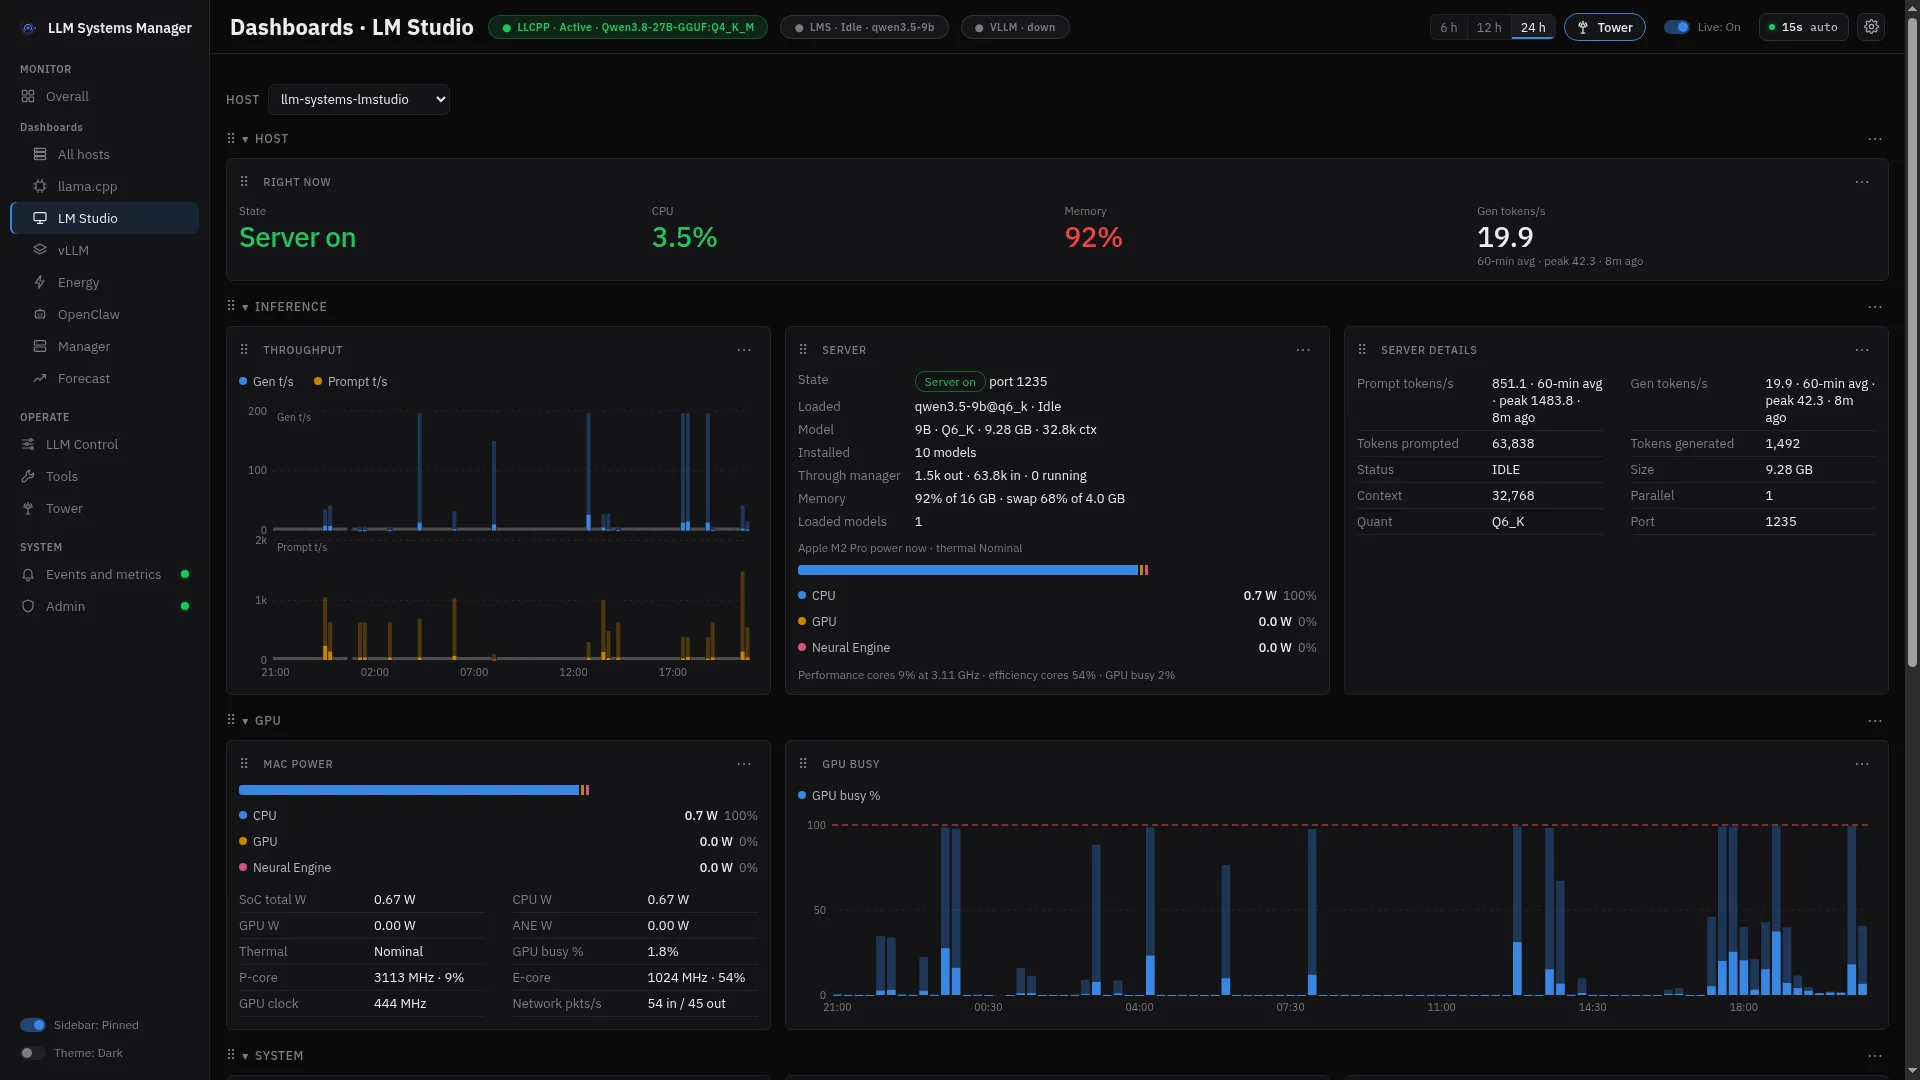 LLM Systems Manager
MONITOR
Overall
Dashboards
All hosts
llama.cpp
LM Studio
vLLM
Energy
OpenClaw
Manager
Forecast
OPERATE
LLM Control
Tools
Tower
SYSTEM
Events and metrics
Admin
Sidebar: Pinned
Theme: Dark
Dashboards · LM Studio
LLCPP · Active · Qwen3.8-27B-GGUF:Q4_K_M
LMS · Idle · qwen3.5-9b
VLLM · down
6 h 12 h 24 h
Tower
Live: On
15s auto
HOST llm-systems-lmstudio
HOST
RIGHT NOW
State
Server on
CPU
3.5%
Memory
92%
Gen tokens/s
19.9
60-min avg · peak 42.3 · 8m ago
INFERENCE
THROUGHPUT
Gen t/s Prompt t/s
200 Gen t/s
100
0
2k Prompt t/s
1k
0
21:00 02:00 07:00 12:00 17:00
SERVER
State Server on port 1235
Loaded qwen3.5-9b@q6_k · Idle
Model 9B · Q6_K · 9.28 GB · 32.8k ctx
Installed 10 models
Through manager 1.5k out · 63.8k in · 0 running
Memory 92% of 16 GB · swap 68% of 4.0 GB
Loaded models 1
Apple M2 Pro power now · thermal Nominal
CPU 0.7 W 100%
GPU 0.0 W 0%
Neural Engine 0.0 W 0%
Performance cores 9% at 3.11 GHz · efficiency cores 54% · GPU busy 2%
SERVER DETAILS
Prompt tokens/s 851.1 · 60-min avg
· peak 1483.8 ·
8m ago
Gen tokens/s 19.9 · 60-min avg ·
peak 42.3 · 8m
ago
Tokens prompted 63,838 Tokens generated 1,492
Status IDLE Size 9.28 GB
Context 32,768 Parallel 1
Quant Q6_K Port 1235
GPU
MAC POWER
CPU 0.7 W 100%
GPU 0.0 W 0%
Neural Engine 0.0 W 0%
SoC total W 0.67 W CPU W 0.67 W
GPU W 0.00 W ANE W 0.00 W
Thermal Nominal GPU busy % 1.8%
P-core 3113 MHz · 9% E-core 1024 MHz · 54%
GPU clock 444 MHz Network pkts/s 54 in / 45 out
GPU BUSY
GPU busy %
100
50
0
21:00 00:30 04:00 07:30 11:00 14:30 18:00
SYSTEM